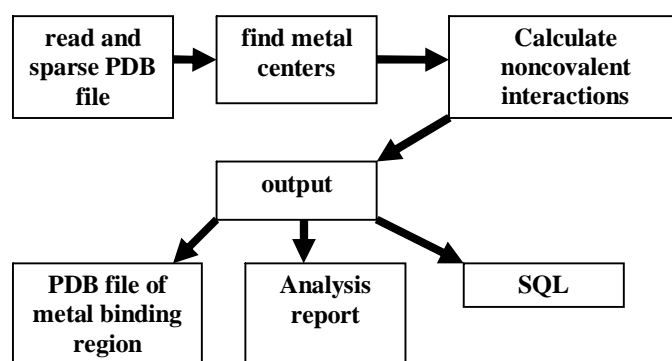 read and
sparse PDB
file
find metal
centers
Calculate
noncovalent
interactions
output
PDB file of
metal binding
region
Analysis
report
SQL